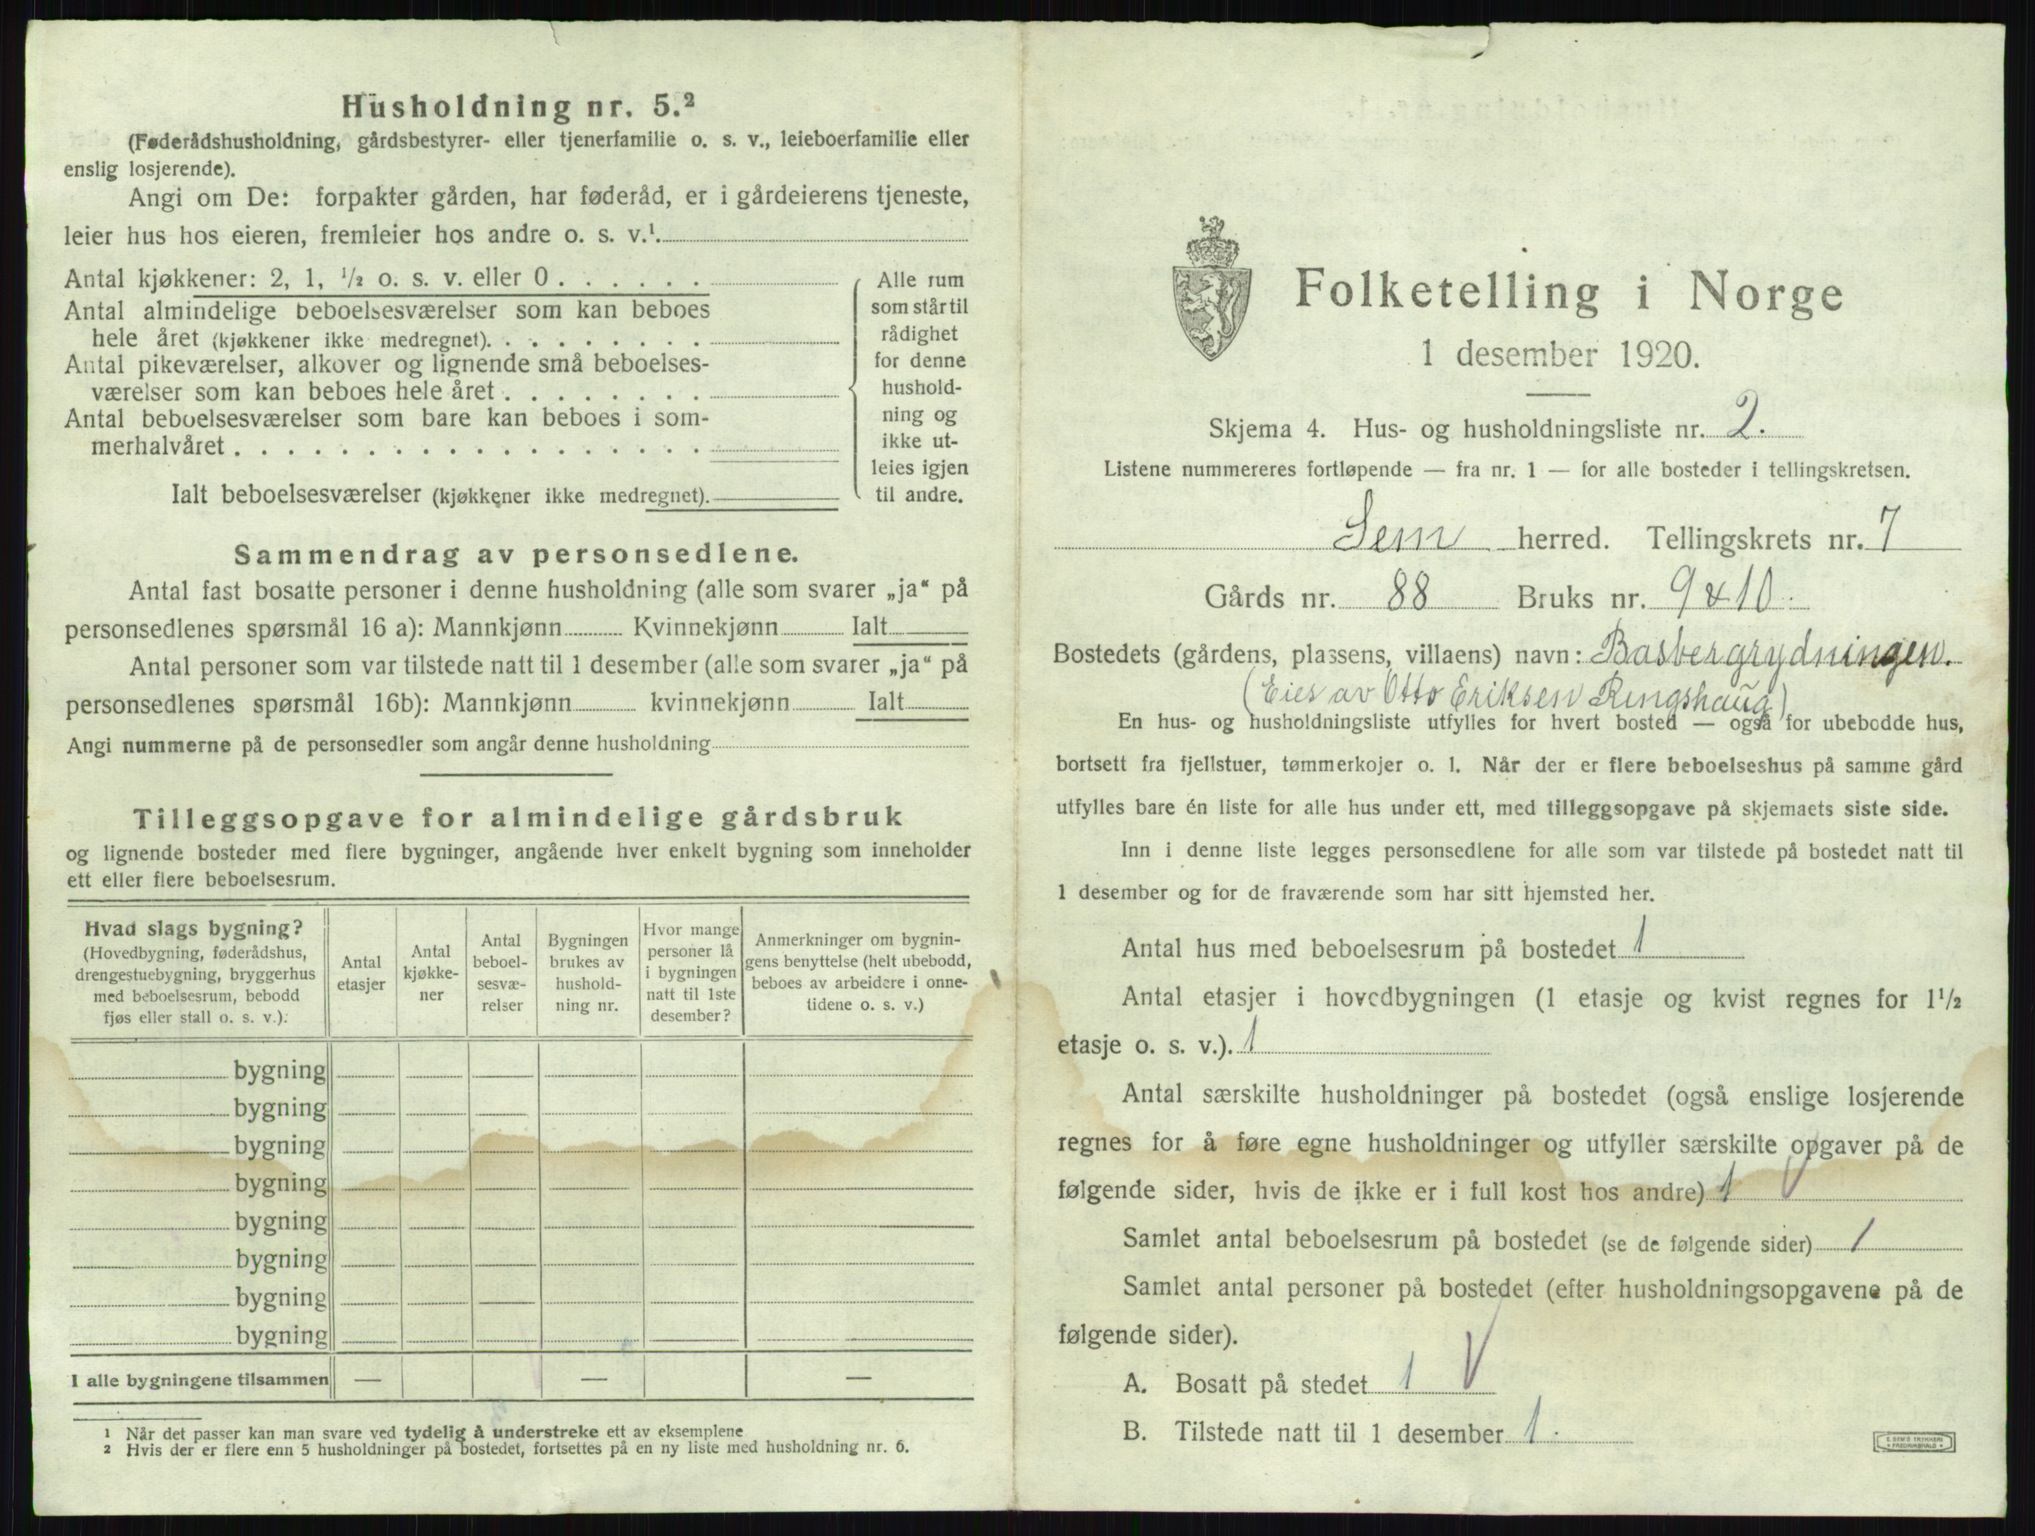 Husholdning nr. 5.²
(Føderådshusholdning, gårdsbestyrer- eller tjenerfamilie o. s. v., leieboerfamilie eller
enslig losjerende).
Angi om De: forpakter gården, har føderåd, er i gårdeierens tjeneste,
leier hus hos eieren, fremleier hos andre o. s. v.¹.
Antal kjøkkener: 2, 1, ½ o. s. v. eller 0 . . . . . .
Antal almindelige beboelsesværelser som kan beboes
hele året (kjøkkener ikke medregnet). . . . . . . . .
Antal pikeværelser, alkover og lignende små beboelses-
værelser som kan beboes hele året . . . . . . . .
Antal beboelsesværelser som bare kan beboes i som-
merhalvåret . . . . . . . . . . . . . . . . . .
Ialt beboelsesværelser (kjøkkener ikke medregnet).
Alle rum
som står til
rådighet
for denne
hushold-
ning og
ikke ut-
leies igjen
til andre.
Sammendrag av personsedlene.
Antal fast bosatte personer i denne husholdning (alle som svarer „ja“ på
personsedlenes spørsmål 16 a): Mannkjønn Kvinnekjønn Ialt
Antal personer som var tilstede natt til 1 desember (alle som svarer „ja“ på
personsedlenes spørsmål 16b): Mannkjønn kvinnekjønn Ialt
Angi nummerne på de personsedler som angår denne husholdning
Tilleggsopgave for almindelige gårdsbruk
og lignende bosteder med flere bygninger, angående hver enkelt bygning som inneholder
ett eller flere beboelsesrum.
Hvad slags bygning?
(Hovedbygning, føderådshus,
drengestuebygning, bryggerhus
med beboelsesrum, bebodd
fjøs eller stall o. s. v.).
Antal
etasjer
Antal
kjøkke-
ner
Antal
beboel-
sesvæ-
relser
Bygningen
brukes av
hushold-
ning nr.
Hvor mange
personer lå
i bygningen
natt til 1ste
desember?
Anmerkninger om bygnin-
gens benyttelse (helt ubebodd,
beboes av arbeidere i onne-
tidene o. s. v.)
bygning
bygning
bygning
bygning
bygning
bygning
bygning
bygning
I alle bygningene tilsammen — — —
¹ Når det passer kan man svare ved tydelig å understreke ett av eksemplene
² Hvis der er flere enn 5 husholdninger på bostedet, fortsettes på en ny liste med husholdning nr. 6.
Folketelling i Norge
1 desember 1920.
Skjema 4. Hus- og husholdningsliste nr. 2.
Listene nummereres fortløpende — fra nr. 1 — for alle bosteder i tellingskretsen.
Sem herred. Tellingskrets nr. 7
Gårds nr. 88 Bruks nr. 9 & 10.
Bostedets (gårdens, plassens, villaens) navn: Basbergrydningen.
(Eies av Otto Eriksen Ringshaug)
En hus- og husholdningsliste utfylles for hvert bosted — også for ubebodde hus,
bortsett fra fjellstuer, tømmerkojer o. l. Når der er flere beboelseshus på samme gård
utfylles bare én liste for alle hus under ett, med tilleggsopgave på skjemaets siste side.
Inn i denne liste legges personsedlene for alle som var tilstede på bostedet natt til
1 desember og for de fraværende som har sitt hjemsted her.
Antal hus med beboelsesrum på bostedet 1
Antal etasjer i hovedbygningen (1 etasje og kvist regnes for 1½
etasje o. s. v.). 1
Antal særskilte husholdninger på bostedet (også enslige losjerende
regnes for å føre egne husholdninger og utfyller særskilte opgaver på de
følgende sider, hvis de ikke er i full kost hos andre) 1
Samlet antal beboelsesrum på bostedet (se de følgende sider) 1
Samlet antal personer på bostedet (efter husholdningsopgavene på de
følgende sider).
A. Bosatt på stedet 1
B. Tilstede natt til 1 desember 1.
E. SEM'S TRYKKERI
FREDRIKSHALD